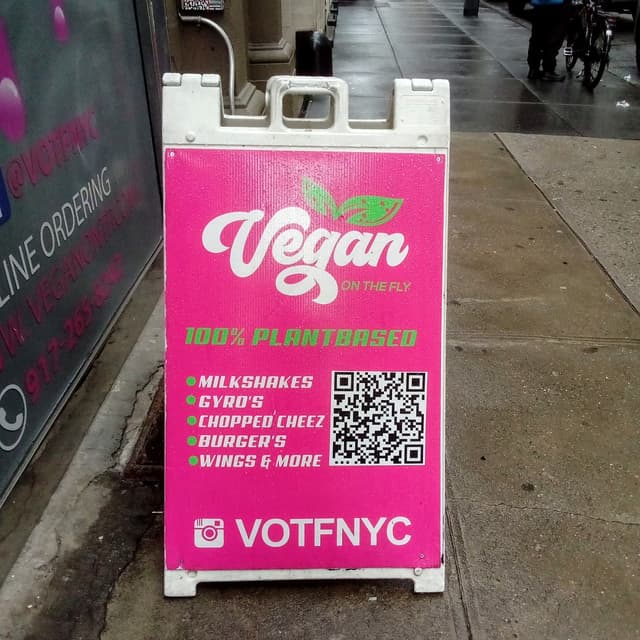 Vegan
ON THE FLY
100% PLANTBASED
MILKSHAKES
GYRO'S
CHOPPED CHEEZ
BURGER'S
WINGS & MORE
VOTFNYC
@VOTFNYC
LINE ORDERING